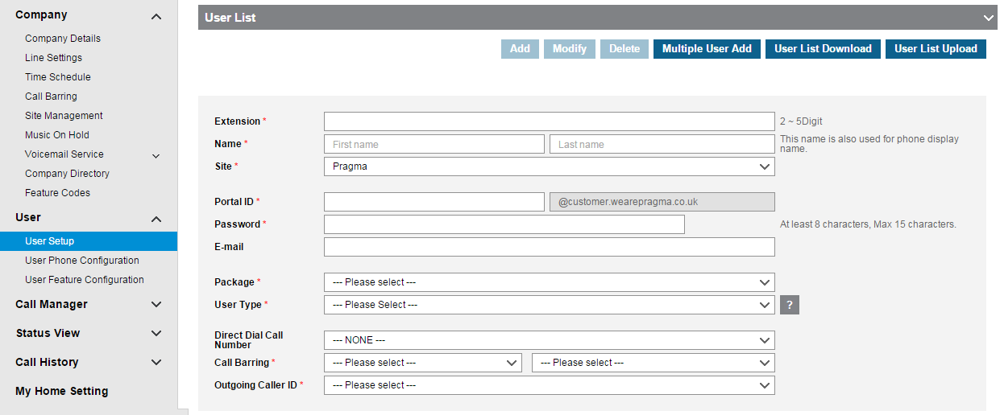 Company
Company Details
Line Settings
Time Schedule
Call Barring
Site Management
Music On Hold
Voicemail Service
Company Directory
Feature Codes
User
User Setup
User Phone Configuration
User Feature Configuration
Call Manager
Status View
Call History
My Home Setting
User List
Add Modify Delete Multiple User Add User List Download User List Upload
Extension * 2 ~ 5Digit
Name * First name Last name This name is also used for phone display
name.
Site * Pragma
Portal ID * @customer.wearepragma.co.uk
Password * At least 8 characters, Max 15 characters.
E-mail
Package * --- Please select ---
User Type * --- Please Select --- ?
Direct Dial Call
Number --- NONE ---
Call Barring * --- Please select --- --- Please select ---
Outgoing Caller ID * --- Please select ---